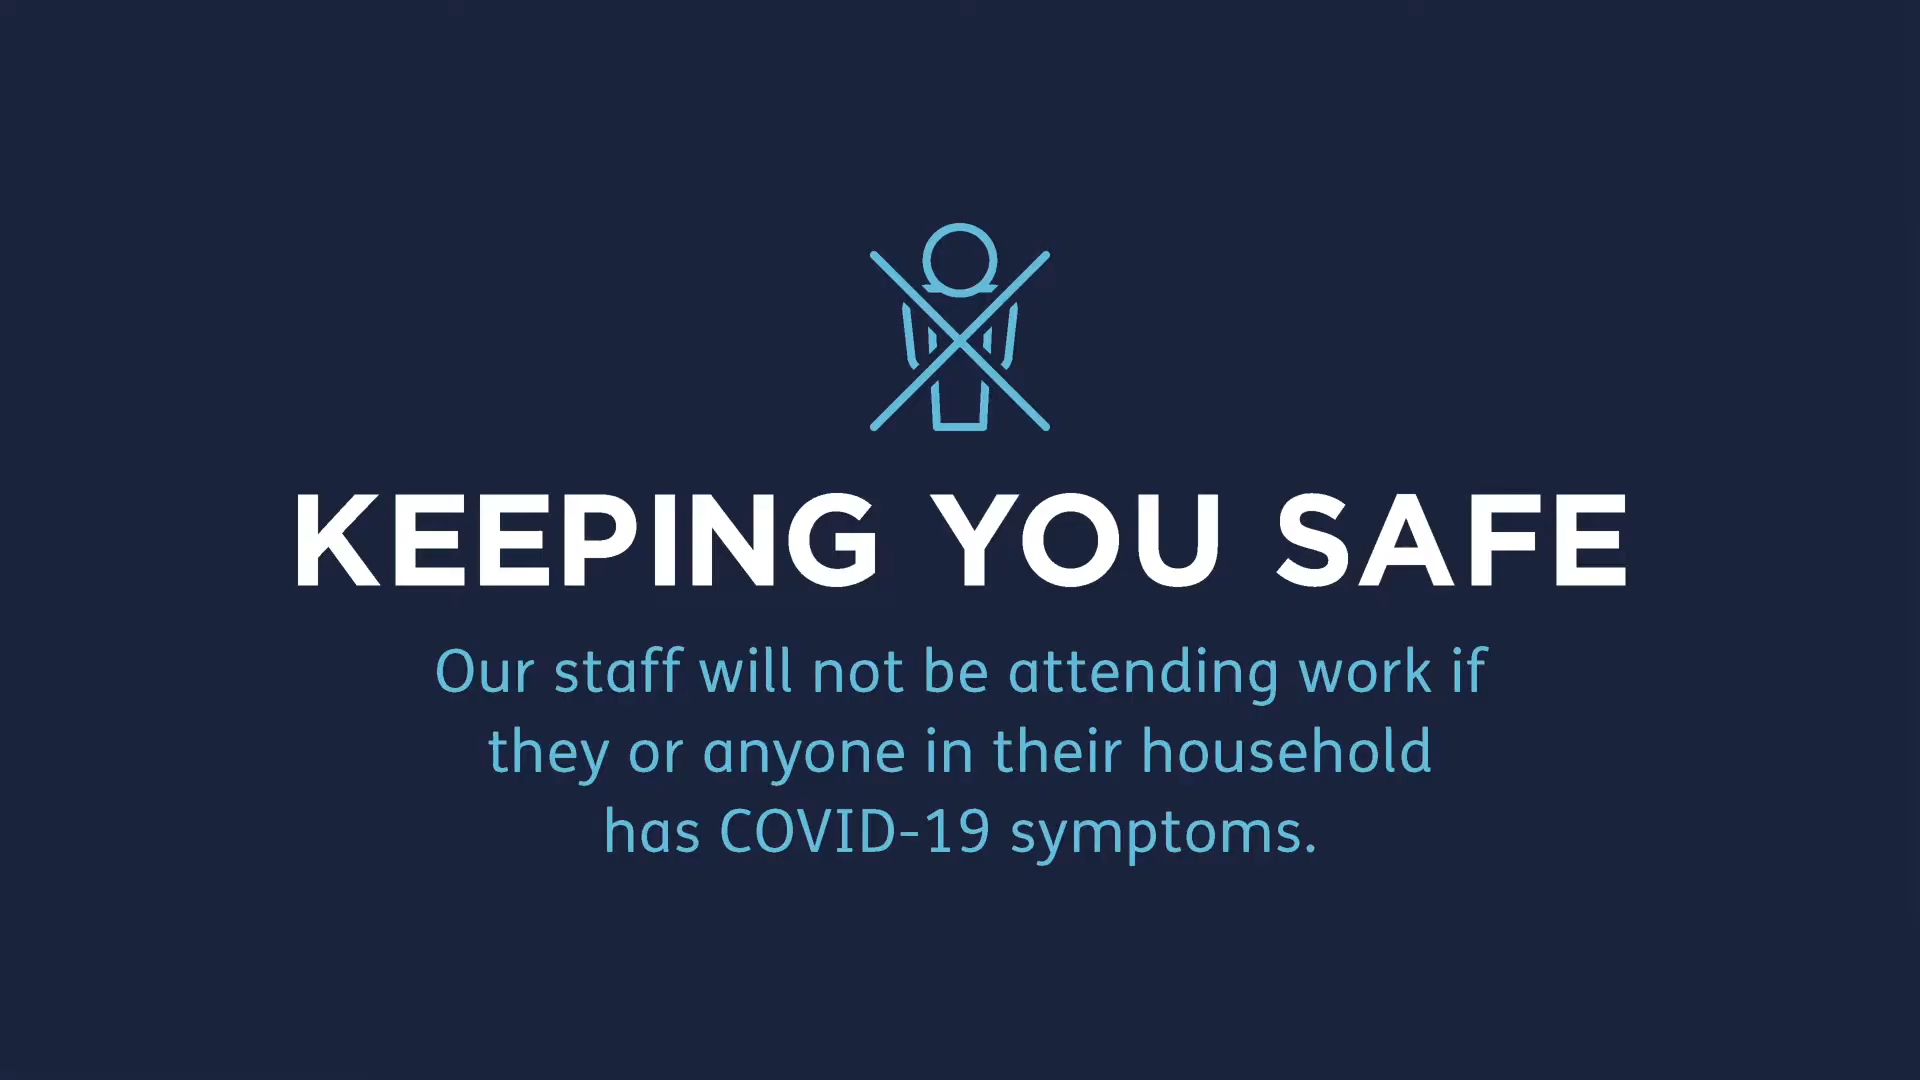 KEEPING YOU SAFE
Our staff will not be attending work if
they or anyone in their household
has COVID-19 symptoms.